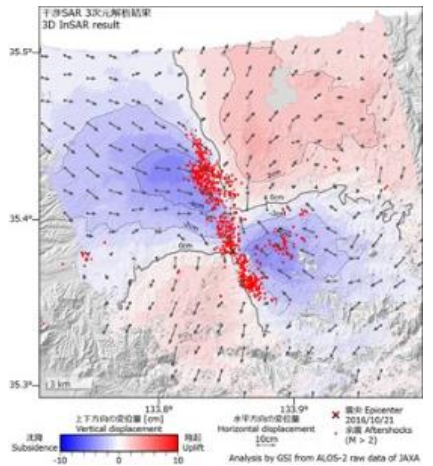 干渉SAR 3次元解析結果
3D InSAR result
35.5°
35.4°
35.3°
6cm
0cm
3 km
133.8°
133.9°
上下方向の変位量 [cm]
Vertical displacement
沈降
Subsidence
隆起
Uplift
-10
0
10
水平方向の変位量
Horizontal displacement
10cm
震央 Epicenter
2016/10/21
余震 Aftershocks
(M > 2)
Analysis by GSI from ALOS-2 raw data of JAXA